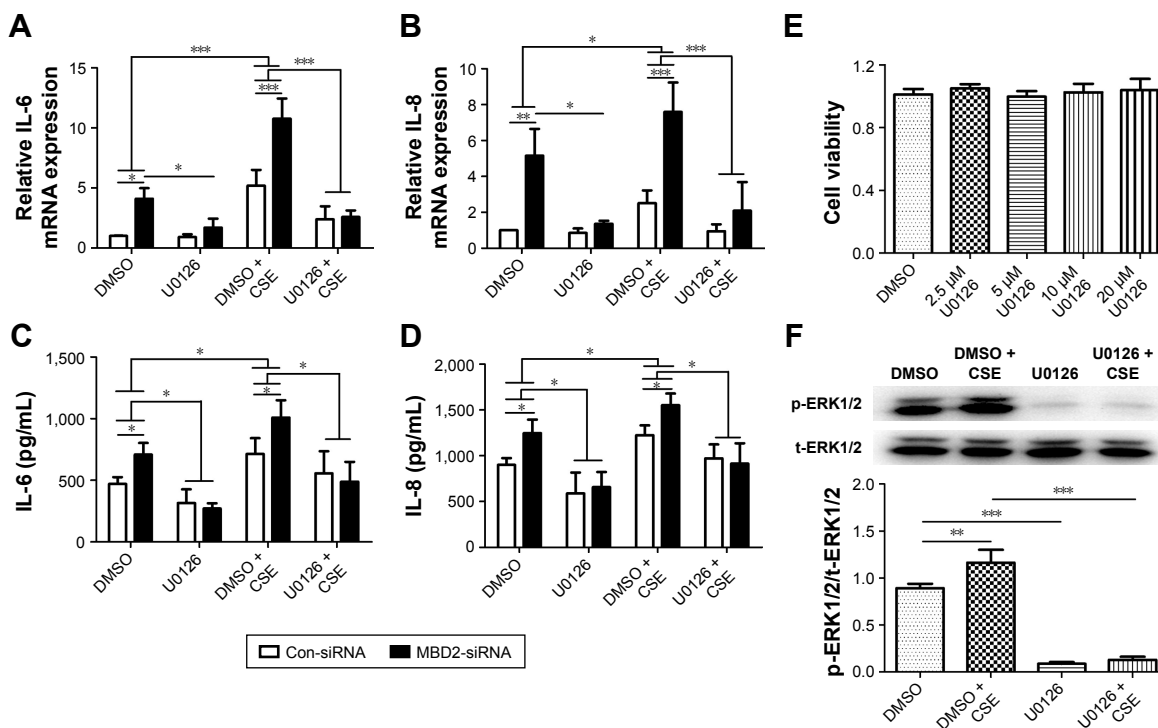 A
Relative IL-6
mRNA expression
15
10
5
0
***
***
***
*
*
DMSO
U0126
DMSO +
CSE
U0126 +
CSE
B
Relative IL-8
mRNA expression
10
8
6
4
2
0
*
***
***
*
**
DMSO
U0126
DMSO +
CSE
U0126 +
CSE
E
Cell viability
1.2
0.9
0.6
0.3
0.0
DMSO
2.5 µM
U0126
5 µM
U0126
10 µM
U0126
20 µM
U0126
C
IL-6 (pg/mL)
1,500
1,000
500
0
*
*
*
*
*
DMSO
U0126
DMSO +
CSE
U0126 +
CSE
D
IL-8 (pg/mL)
2,000
1,500
1,000
500
0
*
*
*
*
*
DMSO
U0126
DMSO +
CSE
U0126 +
CSE
Con-siRNA
MBD2-siRNA
F
DMSO
DMSO +
CSE
U0126
U0126 +
CSE
p-ERK1/2
t-ERK1/2
p-ERK1/2/t-ERK1/2
2.0
1.5
1.0
0.5
0.0
***
***
**
DMSO
DMSO +
CSE
U0126
U0126 +
CSE